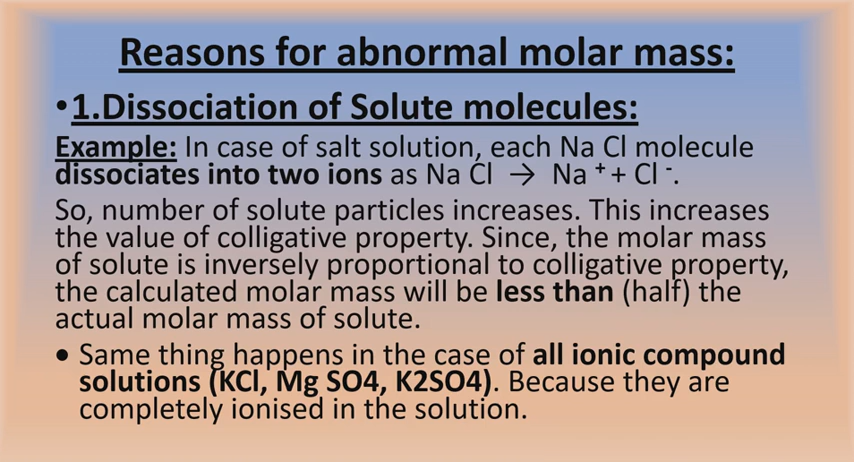 Reasons for abnormal molar mass:
•1.Dissociation of Solute molecules:
Example: In case of salt solution, each Na Cl molecule
dissociates into two ions as Na Cl → Na + + Cl -.
So, number of solute particles increases. This increases
the value of colligative property. Since, the molar mass
of solute is inversely proportional to colligative property,
the calculated molar mass will be less than (half) the
actual molar mass of solute.
• Same thing happens in the case of all ionic compound
solutions (KCl, Mg SO4, K2SO4). Because they are
completely ionised in the solution.